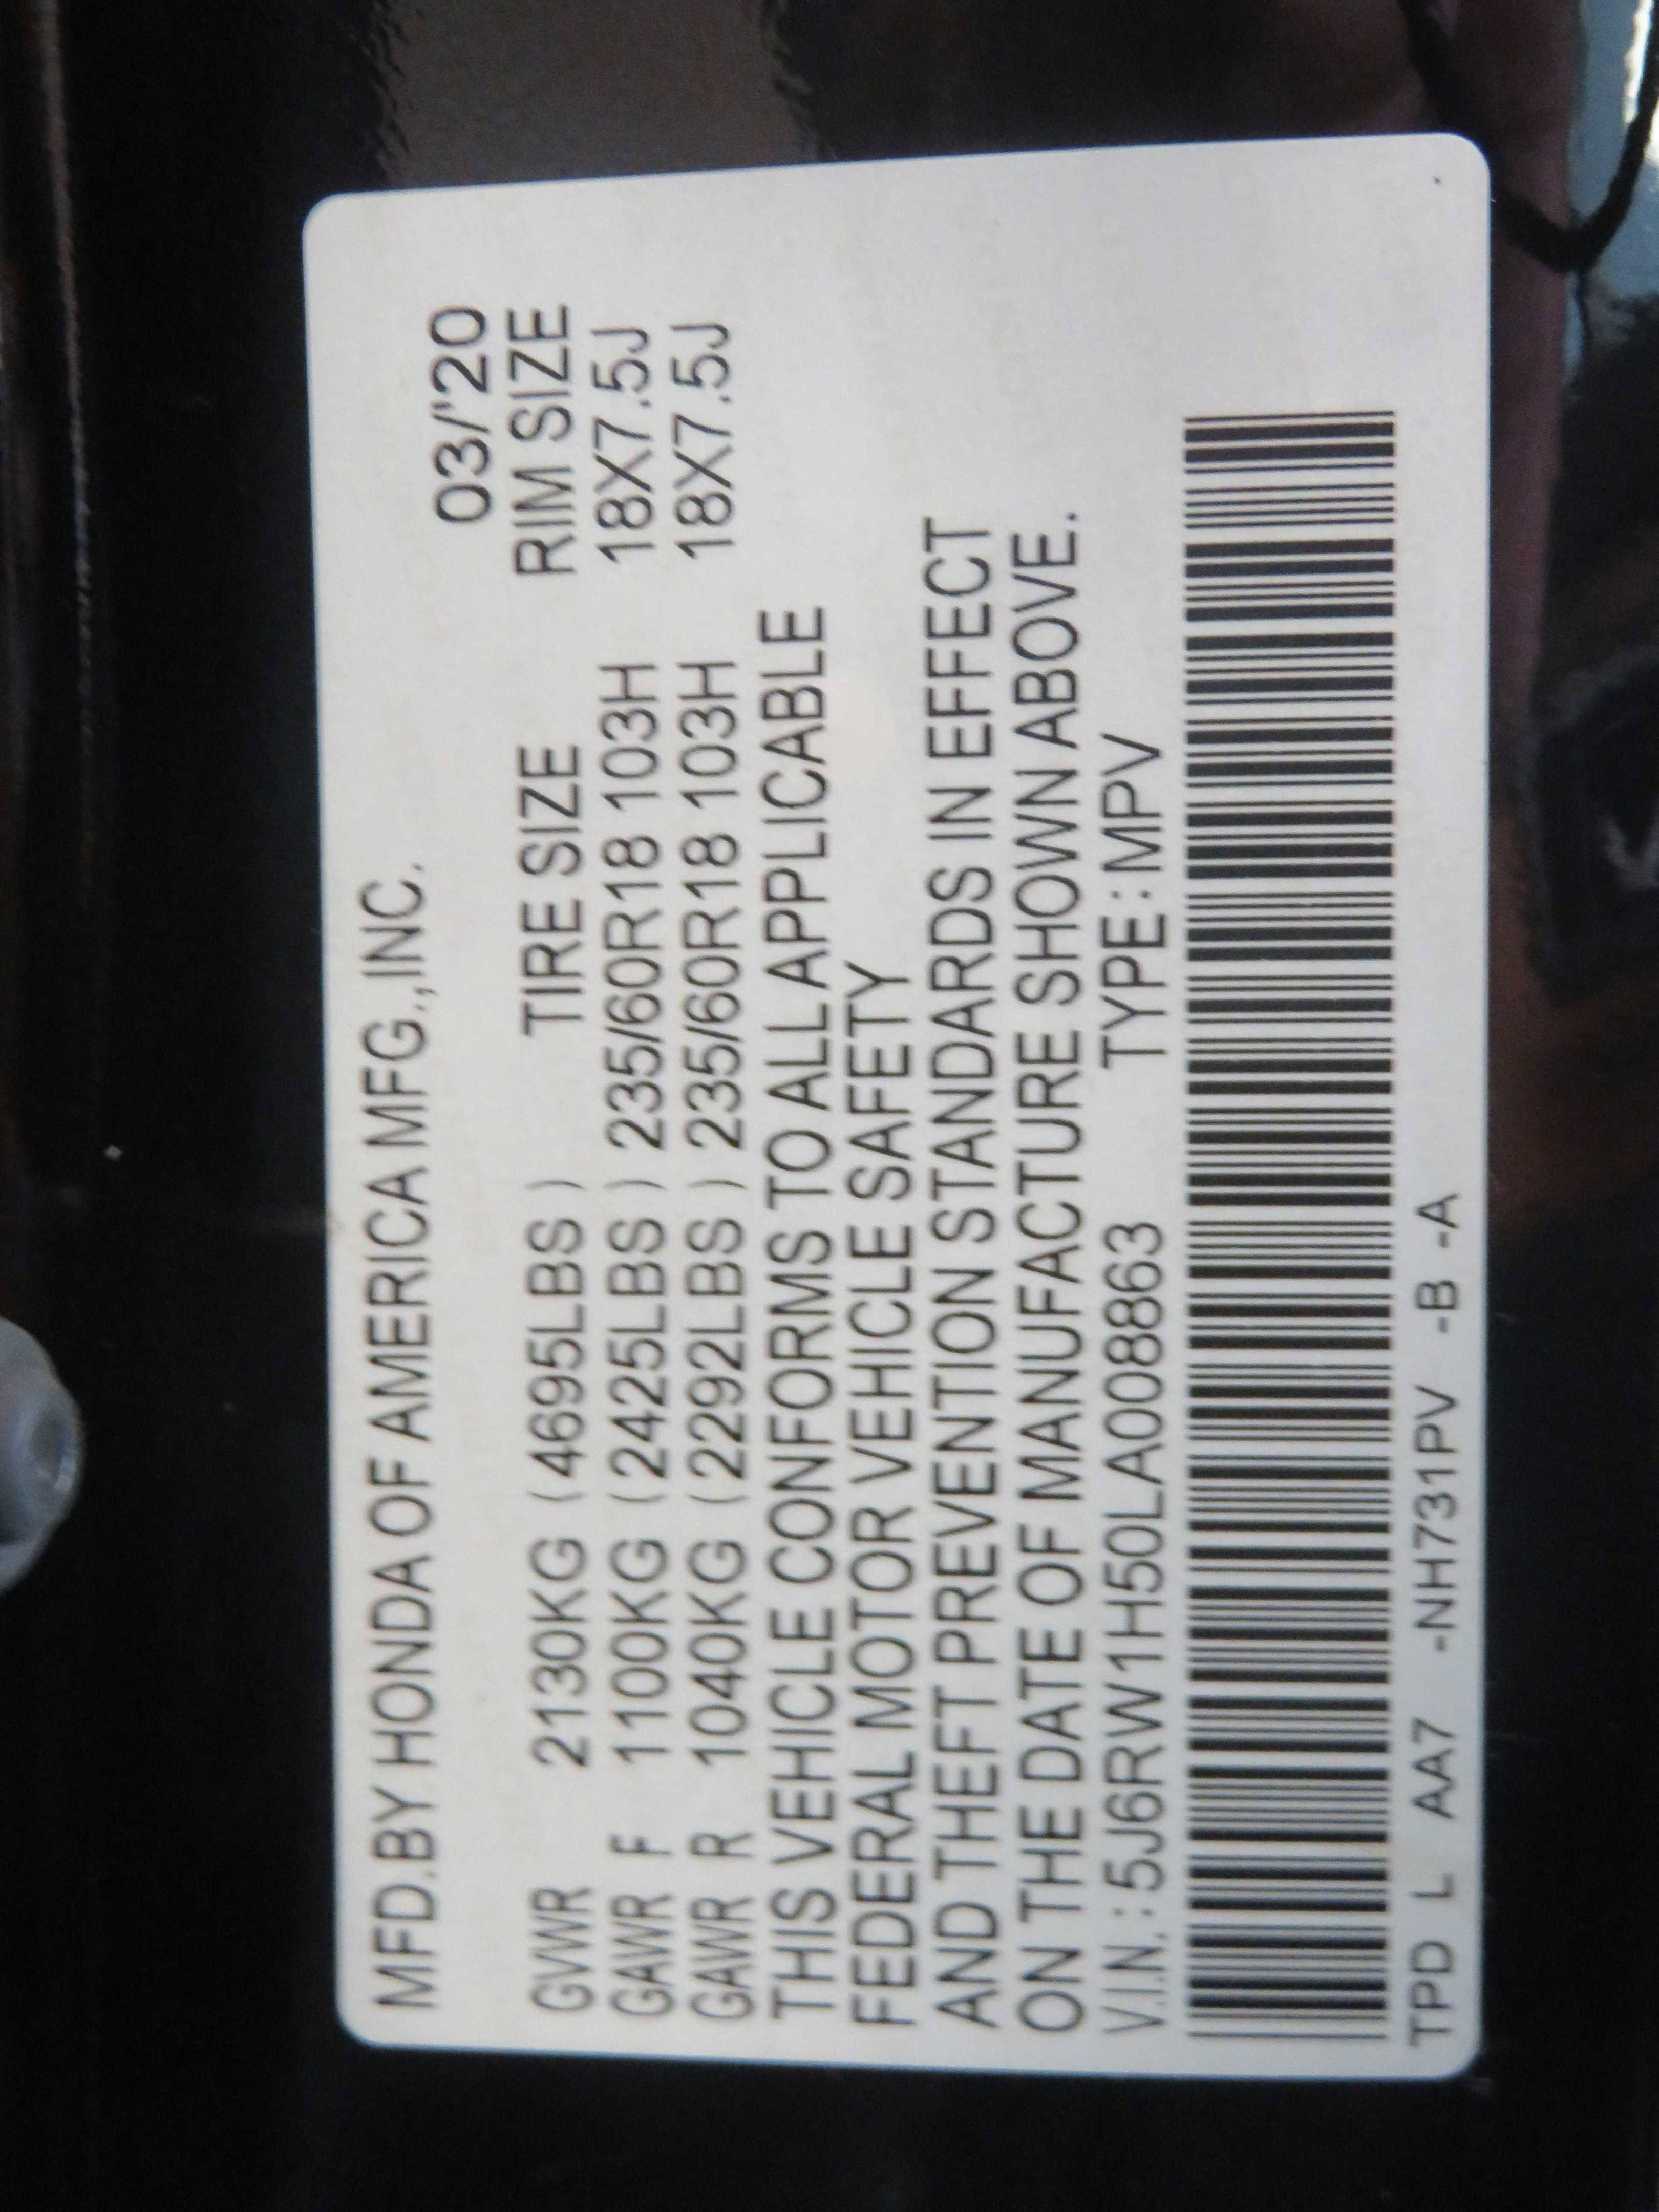 MFD.BY HONDA OF AMERICA MFG.,INC.
03/'20
TIRE SIZE RIM SIZE
GVWR 2130KG (4695LBS)
GAWR F 1100KG (2425LBS) 235/60R18 103H 18X7.5J
GAWR R 1040KG (2292LBS) 235/60R18 103H 18X7.5J
THIS VEHICLE CONFORMS TO ALL APPLICABLE
FEDERAL MOTOR VEHICLE SAFETY
AND THEFT PREVENTION STANDARDS IN EFFECT
ON THE DATE OF MANUFACTURE SHOWN ABOVE.
V.I.N.:5J6RW1H50LA008863 TYPE:MPV
TPD L AA7 -NH731PV -B -A